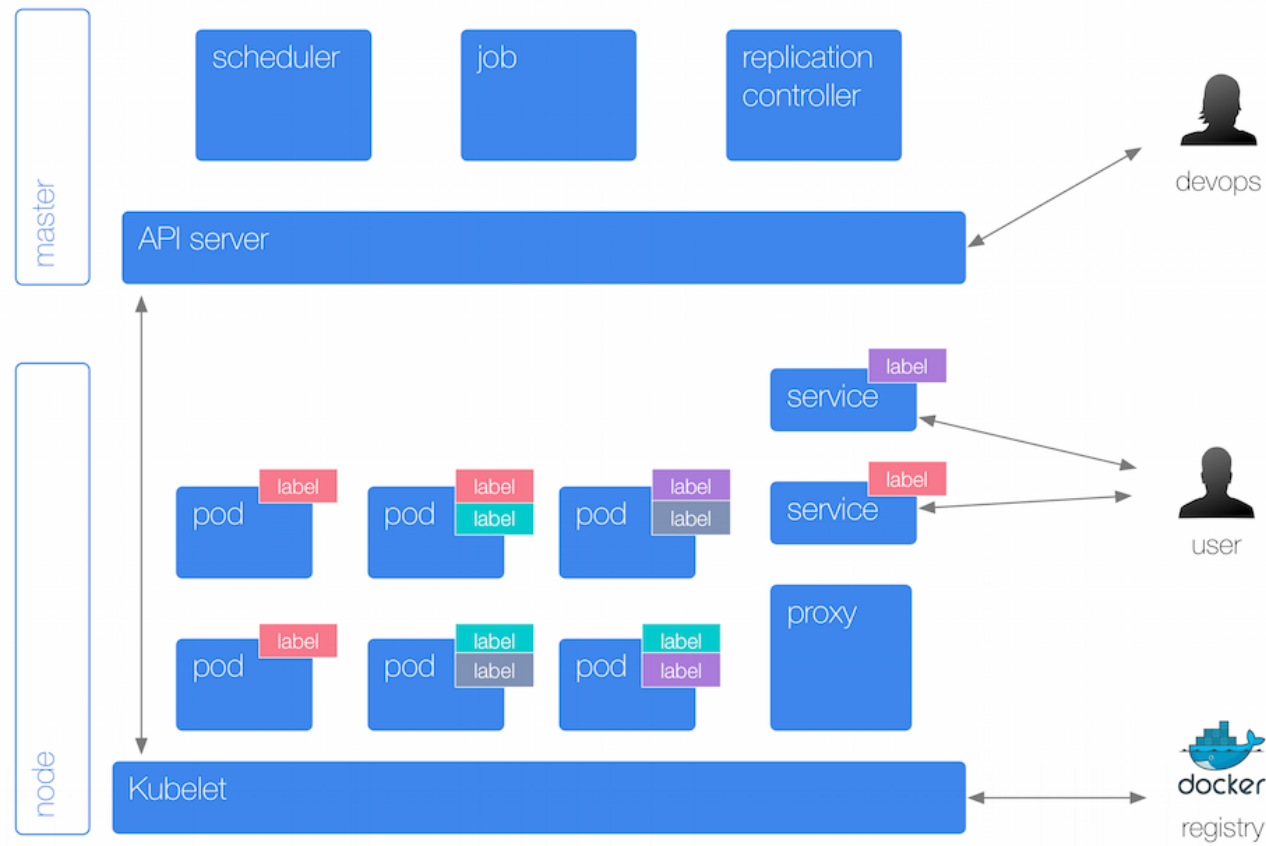 scheduler
job
replication
controller
devops
master
API server
label
service
label
service
user
label
pod
label
label
pod
label
label
pod
label
pod
label
label
pod
label
label
pod
proxy
node
Kubelet
docker
registry